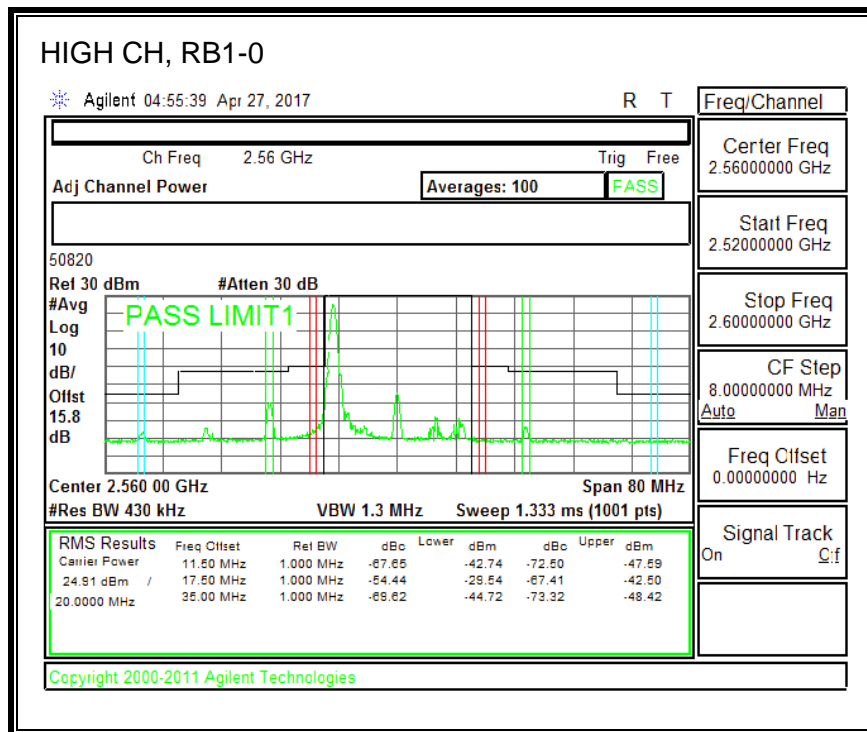 HIGH CH, RB1-0
Agilent 04:55:39 Apr 27, 2017 R T
Freq/Channel
Ch Freq 2.56 GHz Trig Free
Adj Channel Power Averages: 100 PASS
Center Freq
2.56000000 GHz
Start Freq
2.52000000 GHz
Stop Freq
2.60000000 GHz
CF Step
8.00000000 MHz
Auto Man
Freq Offset
0.00000000 Hz
Signal Track
On Off
50820
Ref 30 dBm #Atten 30 dB
#Avg
Log
10
dB/
Offst
15.8
dB
PASS LIMIT1
Center 2.560 00 GHz Span 80 MHz
#Res BW 430 kHz VBW 1.3 MHz Sweep 1.333 ms (1001 pts)
RMS Results Freq Offset Ref BW dBc Lower dBm dBc Upper dBm
Carrier Power 11.50 MHz 1.000 MHz -67.65 -42.74 -72.50 -47.59
24.91 dBm / 17.50 MHz 1.000 MHz -54.44 -29.54 -67.41 -42.50
20.0000 MHz 35.00 MHz 1.000 MHz -69.62 -44.72 -73.32 -48.42
Copyright 2000-2011 Agilent Technologies